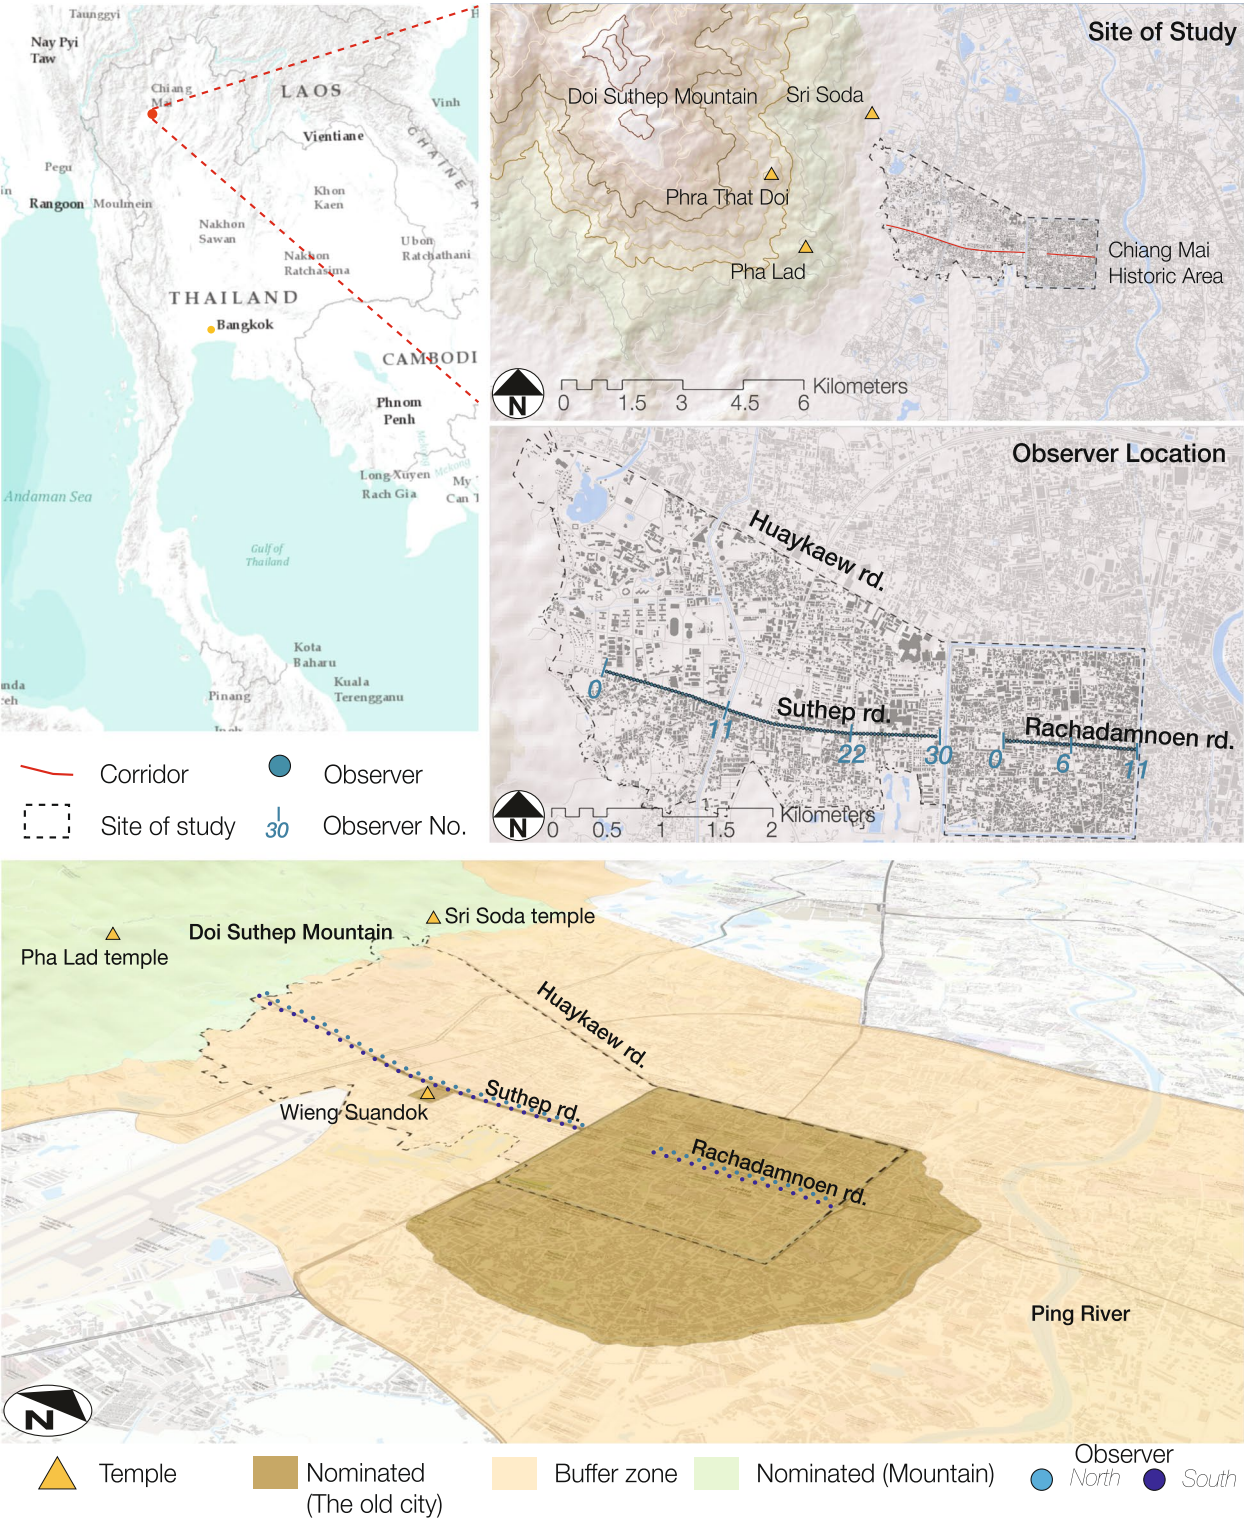 Taunggyi
Nay Pyi
Taw
Chiang
Mai
LAOS
Vinh
Vientiane
CHAINE
Pegu
Rangoon
Moulmein
Khon
Kaen
Nakhon
Sawan
Ubon
Ratchathani
Nakhon
Ratchasima
THAILAND
Bangkok
CAMBODI
Phnom
Penh
Long-Xuyen
Mekong
Rach Gia
My
Can T
Andaman Sea
Gulf of
Thailand
Kota
Baharu
Kuala
Terengganu
Pinang
Corridor
Observer
Site of study
30
Observer No.
Site of Study
Doi Suthep Mountain
Sri Soda
Phra That Doi
Pha Lad
Chiang Mai
Historic Area
N
0 1.5 3 4.5 6
Kilometers
Observer Location
Huaykaew rd.
Suthep rd.
Rachadamnoen rd.
0
11
22
30
0
6
11
N
0 0.5 1 1.5 2
Kilometers
Sri Soda temple
Doi Suthep Mountain
Pha Lad temple
Huaykaew rd.
Suthep rd.
Wieng Suandok
Rachadamnoen rd.
Ping River
N
Temple
Nominated
(The old city)
Buffer zone
Nominated (Mountain)
Observer
North
South